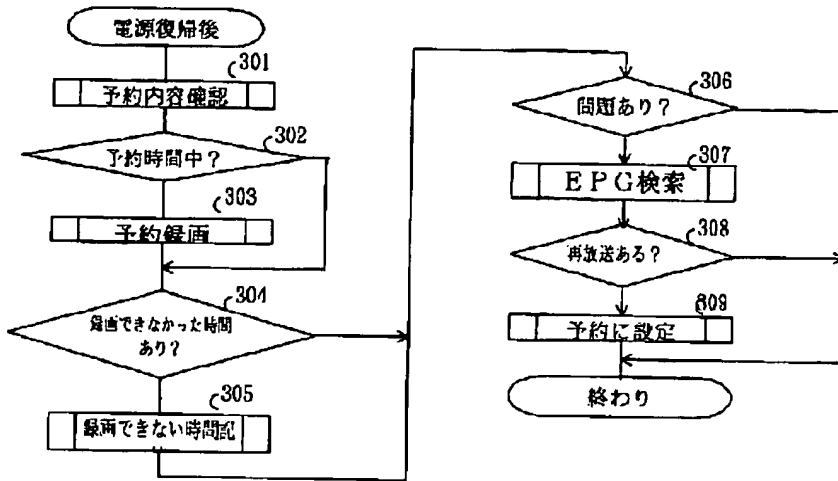 電源復帰後
301
予約内容確認
302
予約時間中？
303
予約録画
304
録画できなかった時間
あり？
305
録画できない時間記
306
問題あり？
307
ＥＰＧ検索
308
再放送ある？
309
予約に設定
終わり